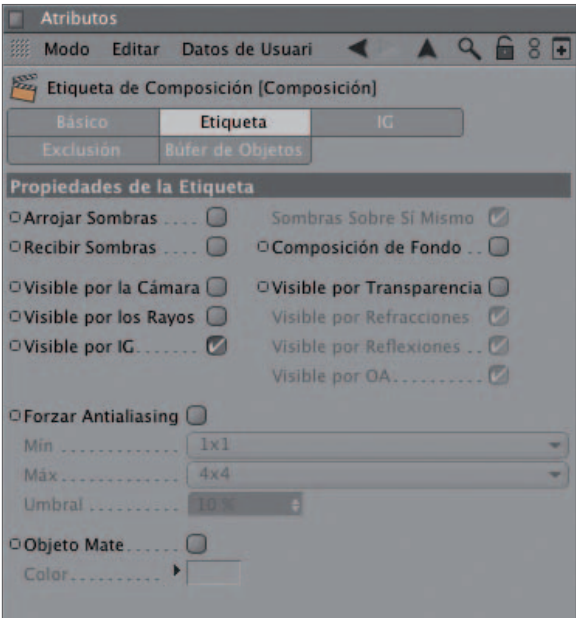 Atributos
Modo Editar Datos de Usuari
Etiqueta de Composición [Composición]
Básico Etiqueta IG
Exclusión Búfer de Objetos
Propiedades de la Etiqueta
Arrojar Sombras .... Sombras Sobre Sí Mismo
Recibir Sombras ..... Composición de Fondo ..
Visible por la Cámara Visible por Transparencia
Visible por los Rayos Visible por Refracciones
Visible por IG....... Visible por Reflexiones ..
Visible por OA..........
Forzar Antialiasing
Mín ............. 1x1
Máx............. 4x4
Umbral .......... 10 %
Objeto Mate......
Color..........